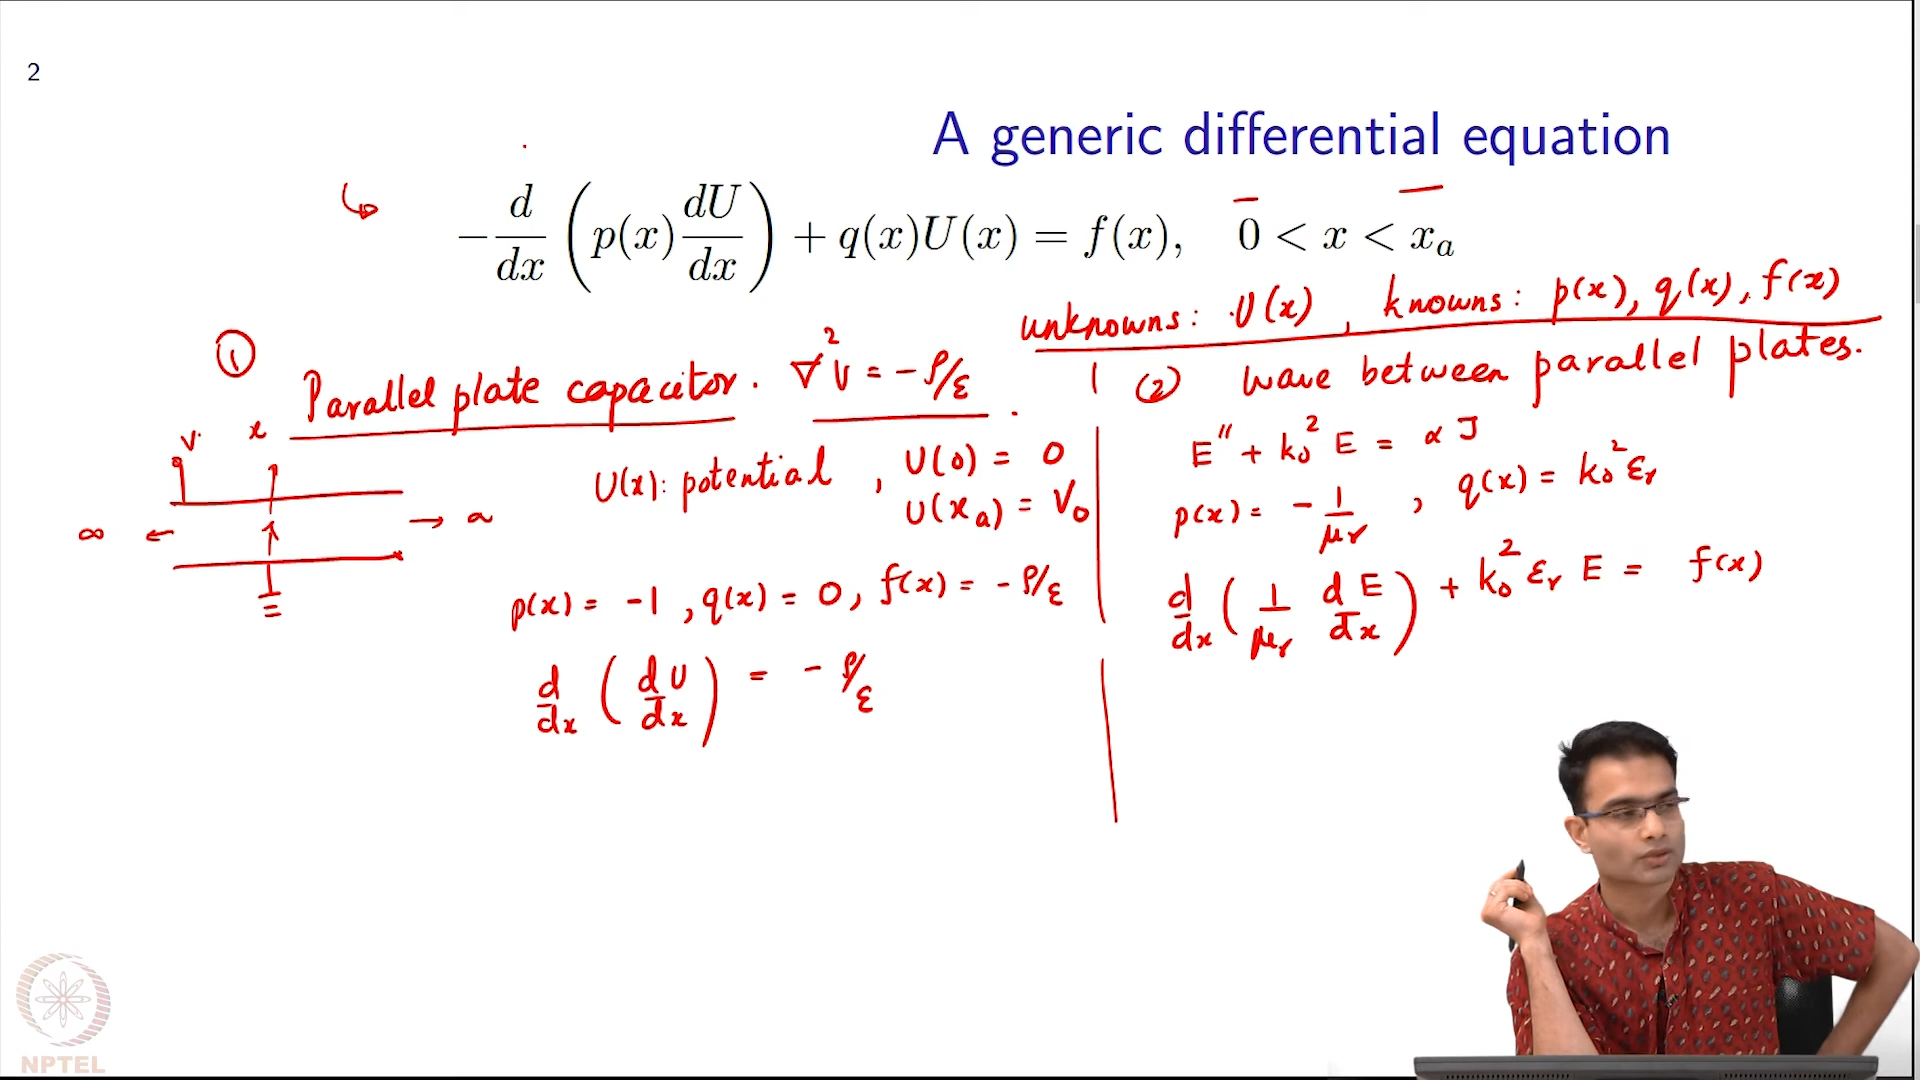 2
A generic differential equation
−d/dx (p(x) dU/dx) + q(x)U(x) = f(x), 0 < x < xₐ
unknowns: U(x), knowns: p(x), q(x), f(x)
① Parallel plate capacitor. ∇²V = -ρ/ε
V x
∞ ←
U(x): potential, U(0) = 0
U(xₐ) = V₀
p(x) = -1, q(x) = 0, f(x) = -ρ/ε
d/dx (dU/dx) = -ρ/ε
(2) wave between parallel plates.
E″ + k₀² E = α J
p(x) = -1/μᵣ, q(x) = k₀² εᵣ
d/dx (1/μᵣ dE/dx) + k₀² εᵣ E = f(x)
NPTEL